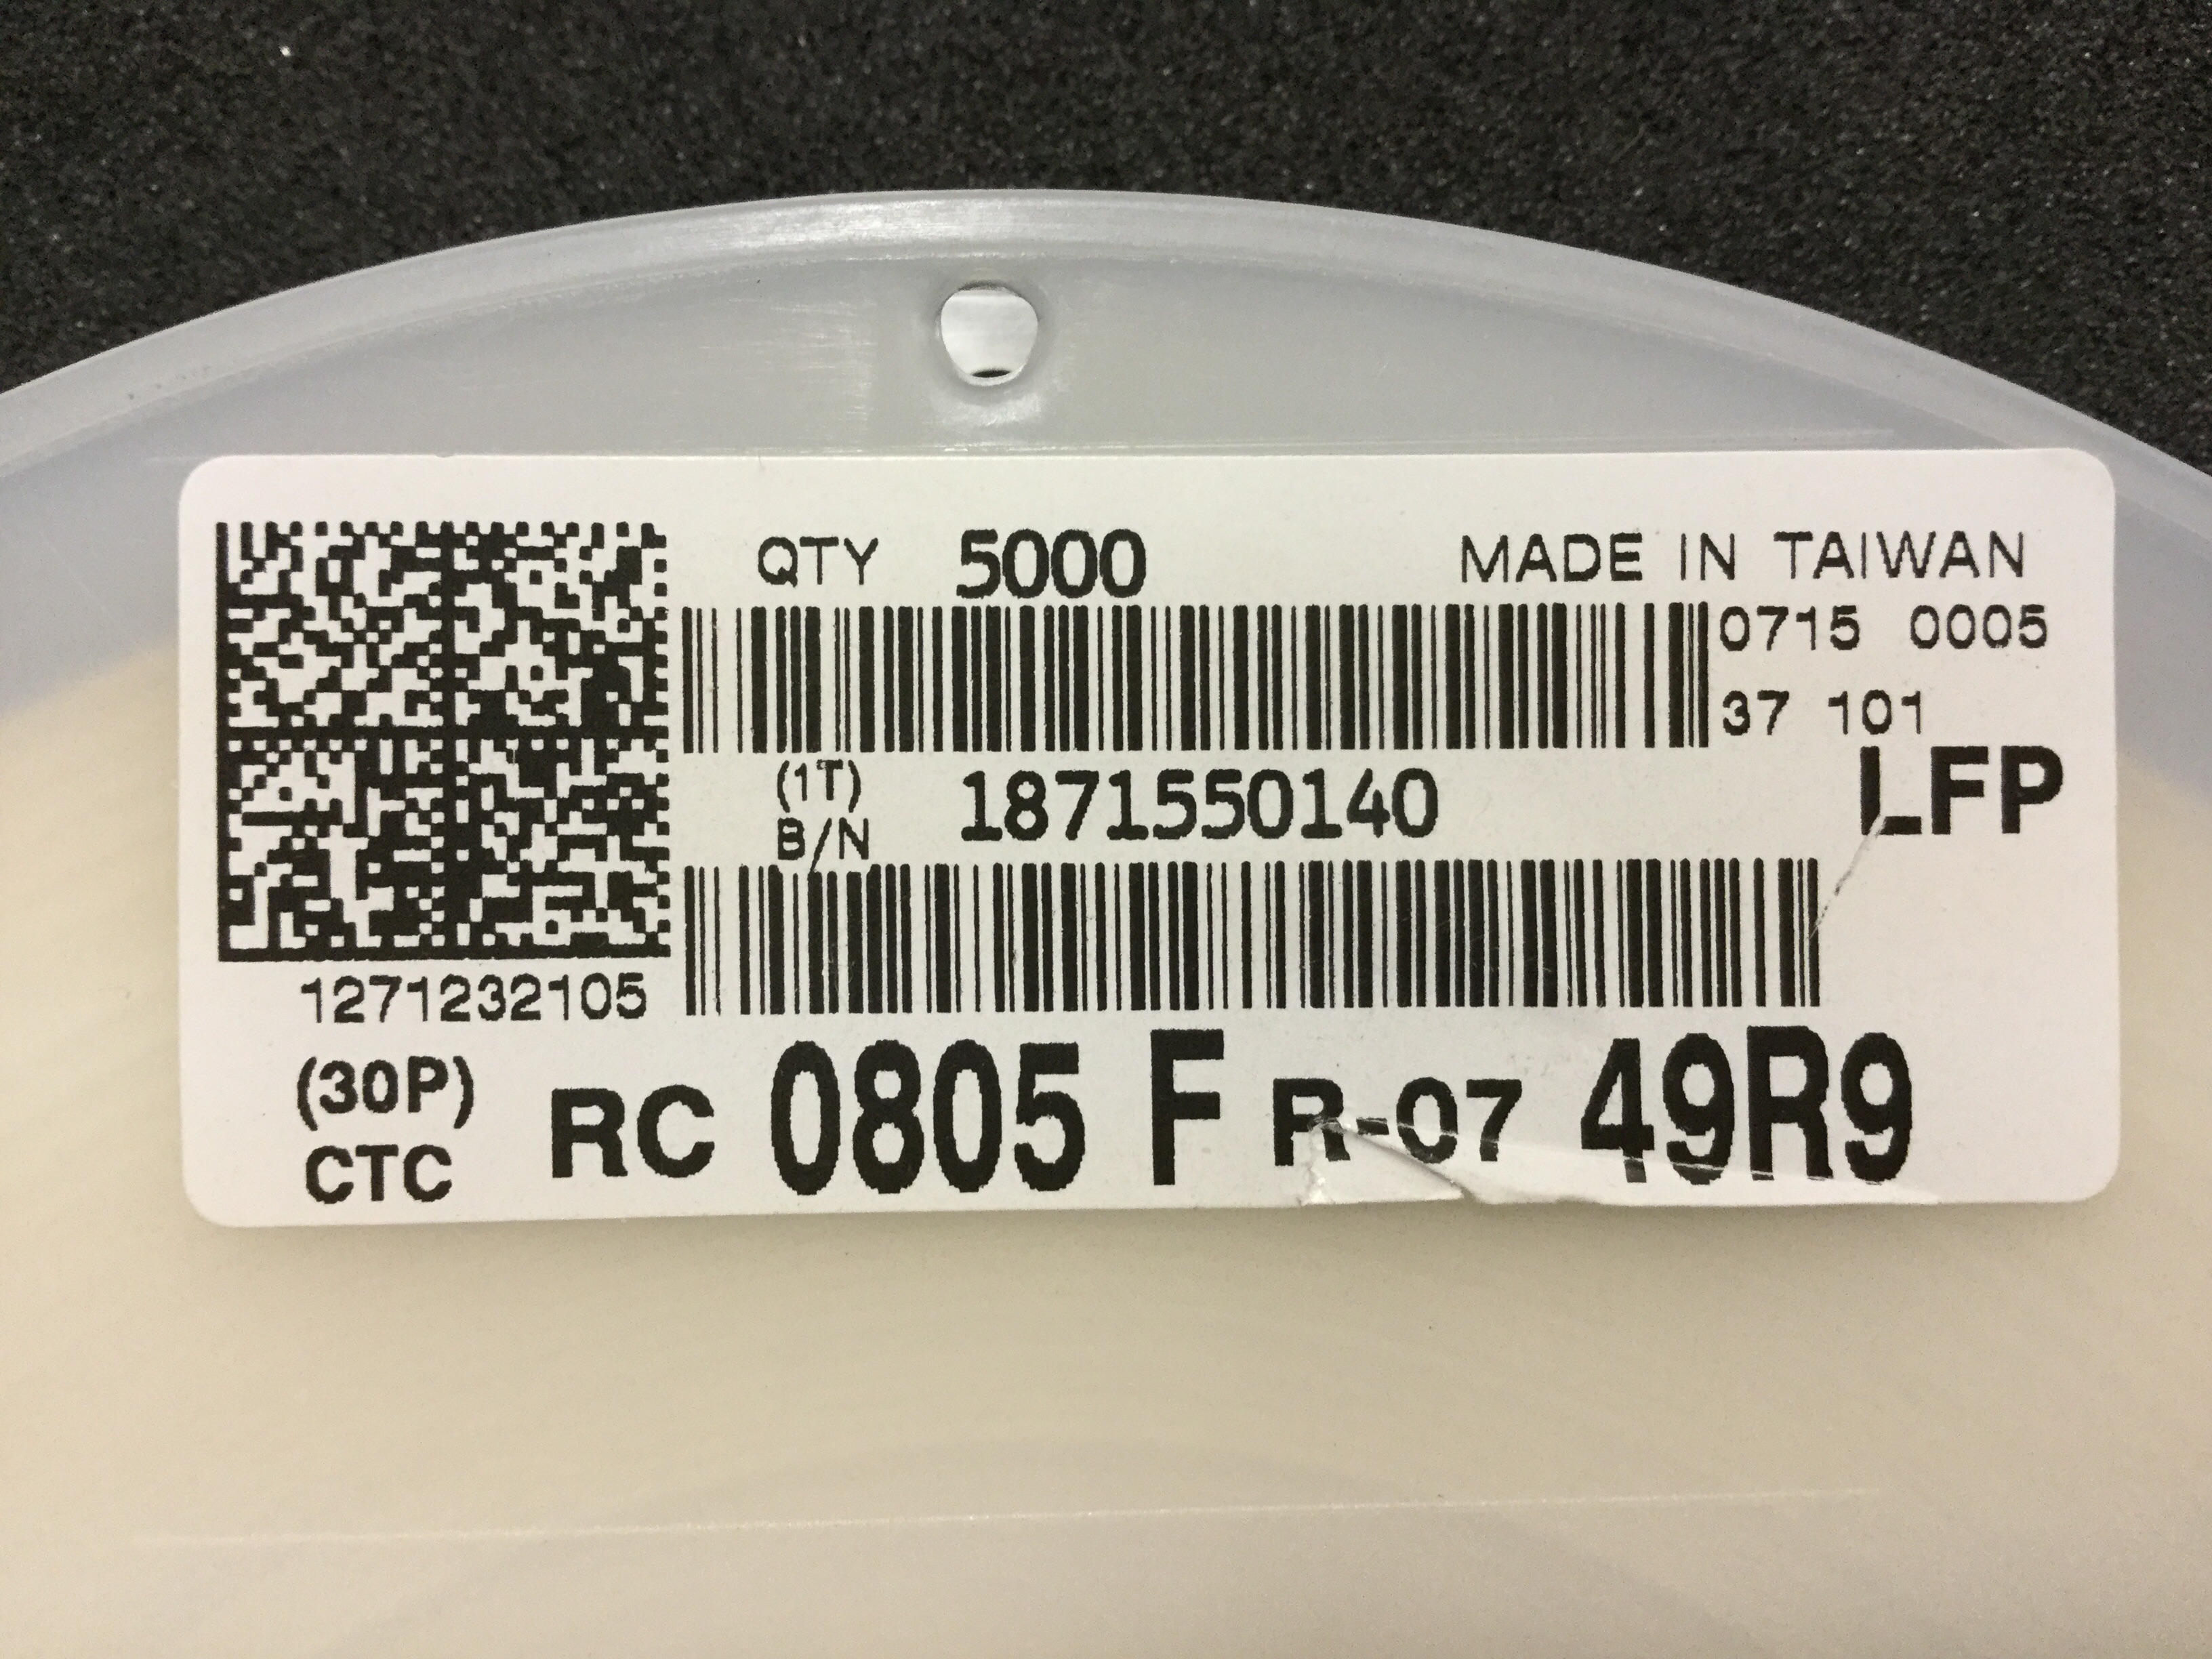 QTY 5000 MADE IN TAIWAN
0715 0005
37 101
(1T)
B/N 1871550140 LFP
1271232105
(30P)
CTC RC 0805 F R-07 49R9